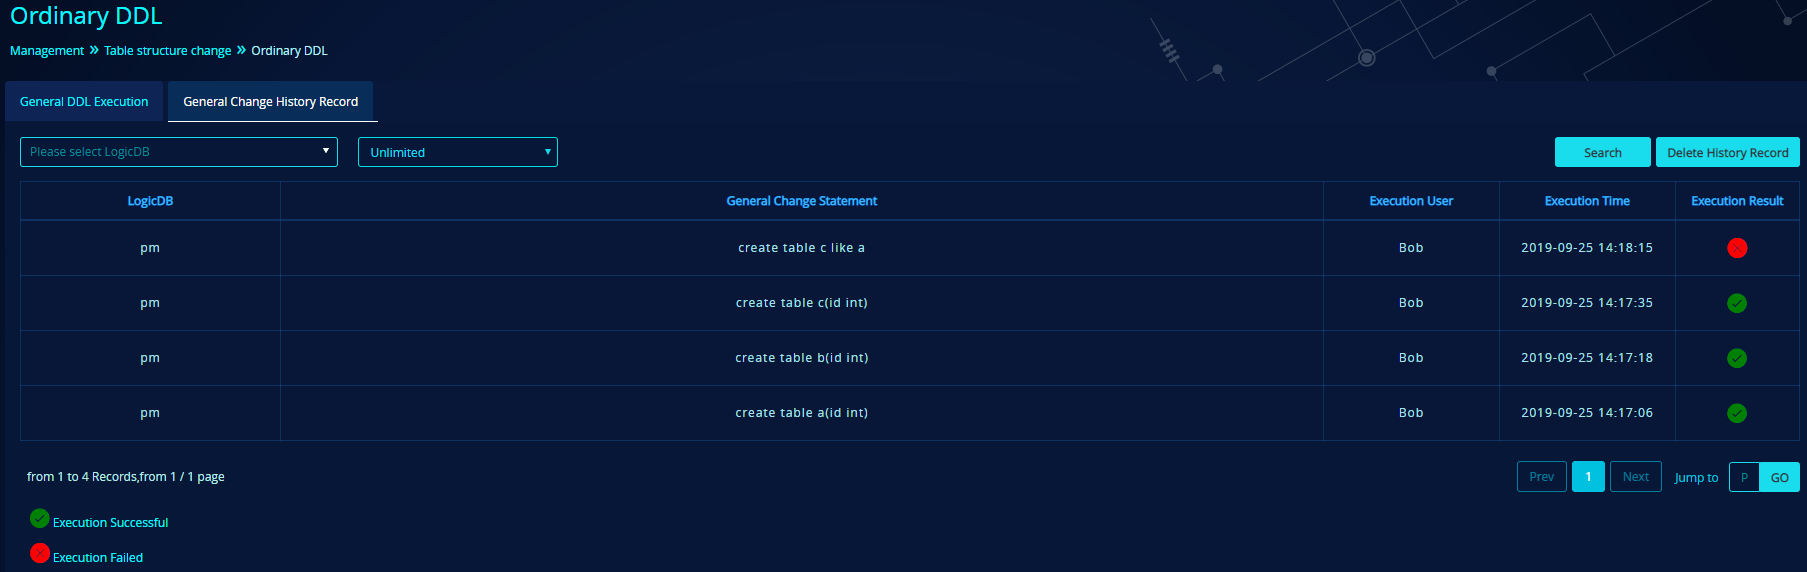 Ordinary DDL
Management » Table structure change » Ordinary DDL
General DDL Execution General Change History Record
Please select LogicDB Unlimited Search Delete History Record
LogicDB General Change Statement Execution User Execution Time Execution Result
pm create table c like a Bob 2019-09-25 14:18:15
pm create table c(id int) Bob 2019-09-25 14:17:35
pm create table b(id int) Bob 2019-09-25 14:17:18
pm create table a(id int) Bob 2019-09-25 14:17:06
from 1 to 4 Records,from 1 / 1 page Prev 1 Next Jump to P GO
Execution Successful
Execution Failed